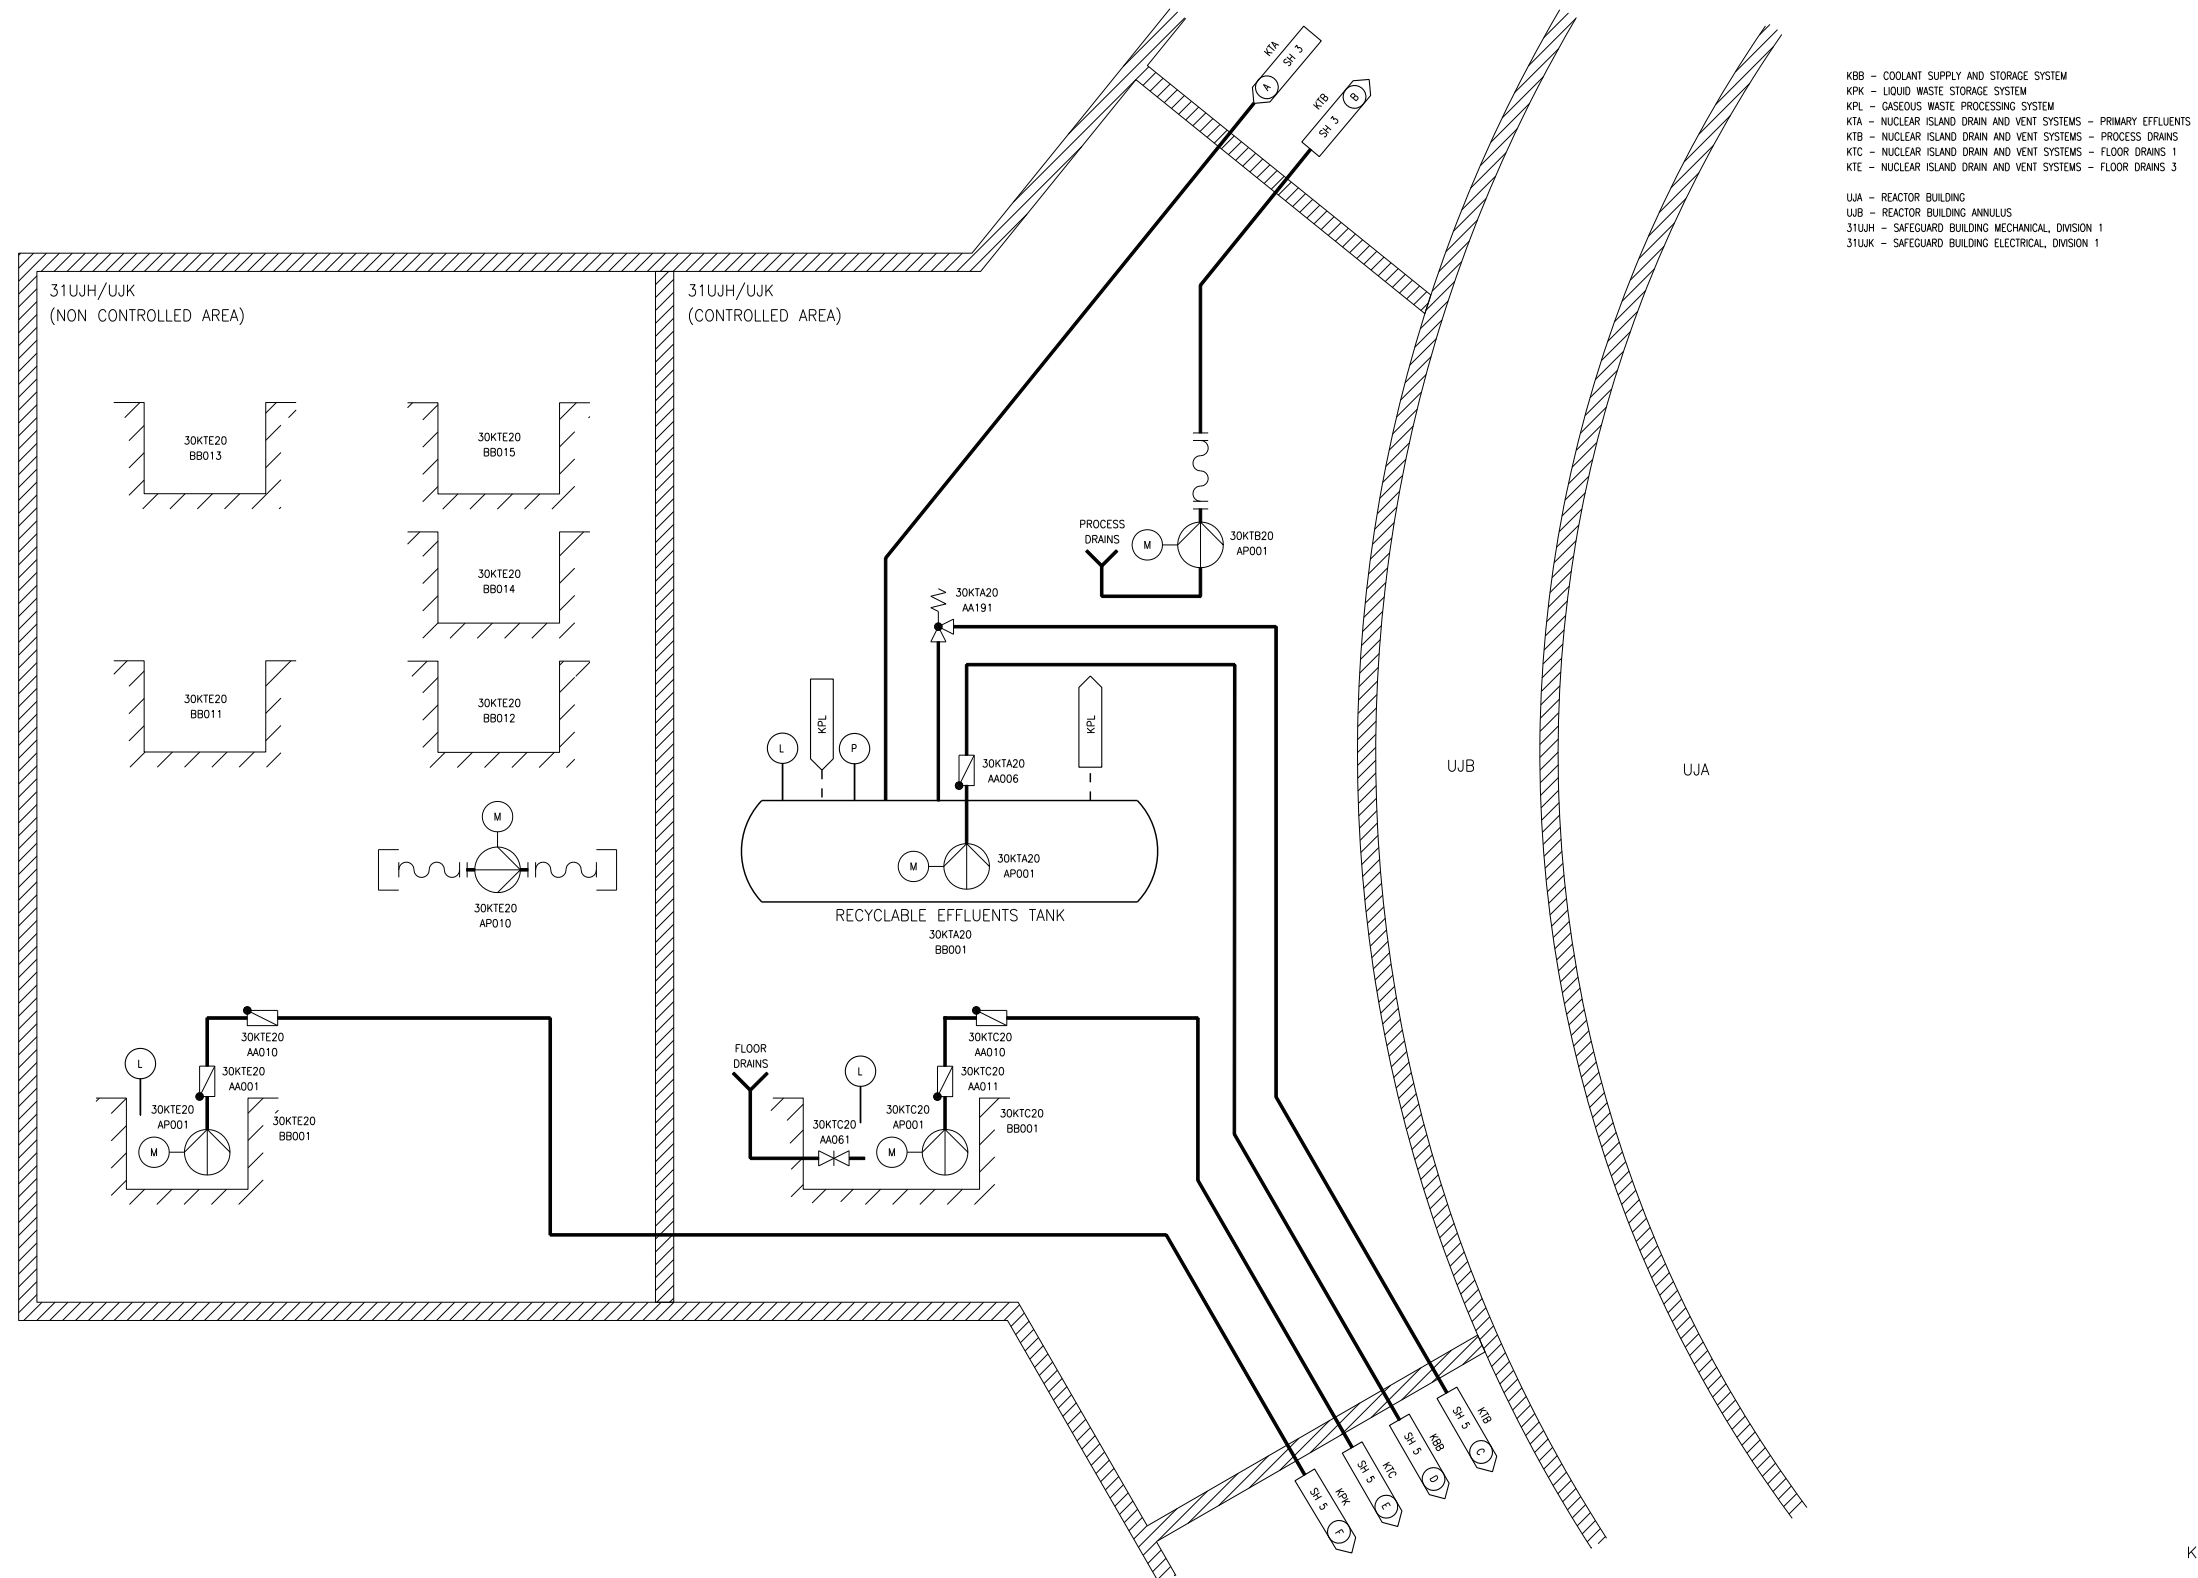 KTA
SH 3
A
KTB
SH 3
B
KBB – COOLANT SUPPLY AND STORAGE SYSTEM
KPK – LIQUID WASTE STORAGE SYSTEM
KPL – GASEOUS WASTE PROCESSING SYSTEM
KTA – NUCLEAR ISLAND DRAIN AND VENT SYSTEMS – PRIMARY EFFLUENTS
KTB – NUCLEAR ISLAND DRAIN AND VENT SYSTEMS – PROCESS DRAINS
KTC – NUCLEAR ISLAND DRAIN AND VENT SYSTEMS – FLOOR DRAINS 1
KTE – NUCLEAR ISLAND DRAIN AND VENT SYSTEMS – FLOOR DRAINS 3
UJA – REACTOR BUILDING
UJB – REACTOR BUILDING ANNULUS
31UJH – SAFEGUARD BUILDING MECHANICAL, DIVISION 1
31UJK – SAFEGUARD BUILDING ELECTRICAL, DIVISION 1
31UJH/UJK
(NON CONTROLLED AREA)
31UJH/UJK
(CONTROLLED AREA)
30KTE20
BB013
30KTE20
BB015
30KTE20
BB014
30KTE20
BB011
30KTE20
BB012
PROCESS
DRAINS
M
30KTB20
AP001
30KTA20
AA191
L
KPL
P
30KTA20
AA006
KPL
UJB
UJA
M
30KTE20
AP010
M
30KTA20
AP001
RECYCLABLE EFFLUENTS TANK
30KTA20
BB001
30KTE20
AA010
L
30KTE20
AA001
30KTE20
AP001
M
30KTE20
BB001
FLOOR
DRAINS
L
30KTC20
AA010
30KTC20
AA011
30KTC20
AA061
30KTC20
AP001
M
30KTC20
BB001
KTB
SH 5
C
KBB
SH 5
D
KTC
SH 5
E
KPK
SH 5
F
K